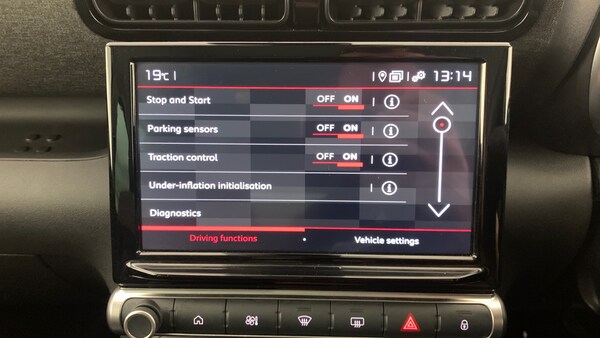 19°C 13:14
Stop and Start OFF ON
Parking sensors OFF ON
Traction control OFF ON
Under-inflation initialisation
Diagnostics
Driving functions Vehicle settings